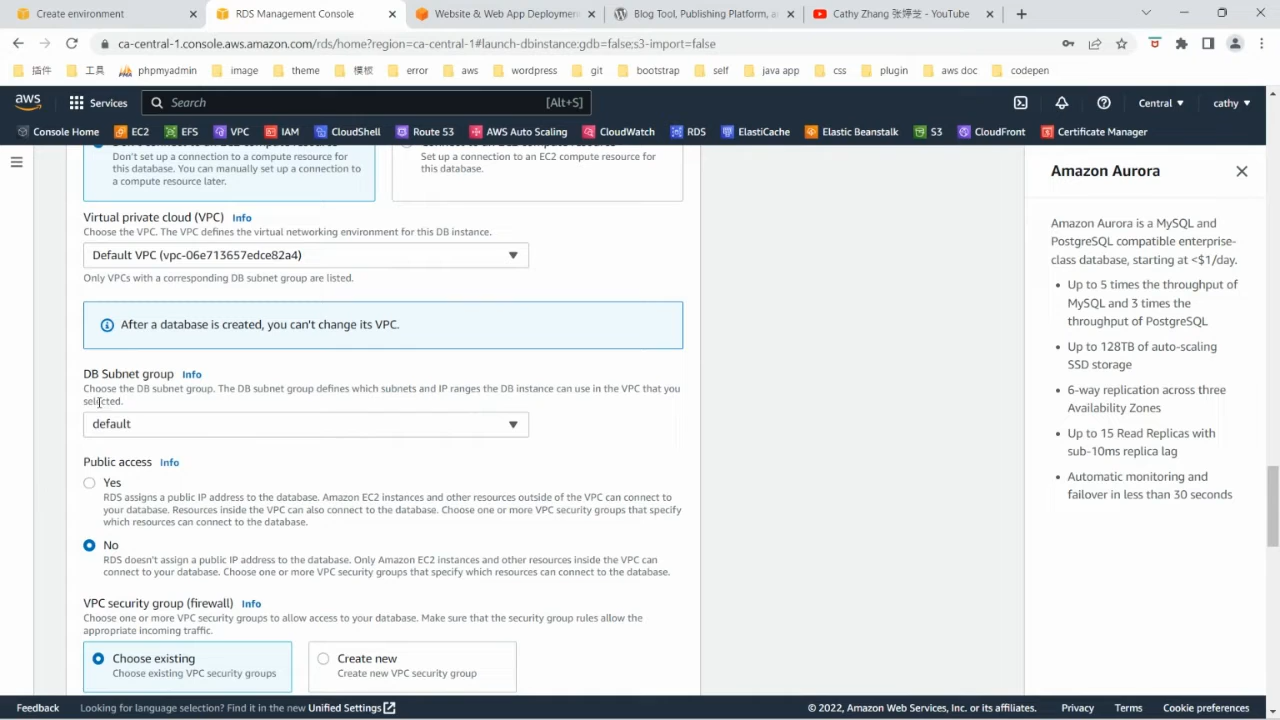 Create environment
RDS Management Console
Website & Web App Deployment
Blog Tool, Publishing Platform, a
Cathy Zhang 张婷芝 - YouTube
ca-central-1.console.aws.amazon.com/rds/home?region=ca-central-1#launch-dbinstance:gdb=false;s3-import=false
插件
工具
phpmyadmin
image
theme
模板
error
aws
wordpress
git
bootstrap
self
java app
css
plugin
aws doc
codepen
aws
Services
Search
[Alt+S]
Central
cathy
Console Home
EC2
EFS
VPC
IAM
CloudShell
Route 53
AWS Auto Scaling
CloudWatch
RDS
ElastiCache
Elastic Beanstalk
S3
CloudFront
Certificate Manager
Don't connect to an EC2 compute resource
Don't set up a connection to a compute resource for
this database. You can manually set up a connection to
a compute resource later.
Connect to an EC2 compute resource
Set up a connection to an EC2 compute resource for
this database.
Virtual private cloud (VPC) Info
Choose the VPC. The VPC defines the virtual networking environment for this DB instance.
Default VPC (vpc-06e713657edce82a4)
Only VPCs with a corresponding DB subnet group are listed.
After a database is created, you can't change its VPC.
DB Subnet group Info
Choose the DB subnet group. The DB subnet group defines which subnets and IP ranges the DB instance can use in the VPC that you
selected.
default
Public access Info
Yes
RDS assigns a public IP address to the database. Amazon EC2 instances and other resources outside of the VPC can connect to
your database. Resources inside the VPC can also connect to the database. Choose one or more VPC security groups that specify
which resources can connect to the database.
No
RDS doesn't assign a public IP address to the database. Only Amazon EC2 instances and other resources inside the VPC can
connect to your database. Choose one or more VPC security groups that specify which resources can connect to the database.
VPC security group (firewall) Info
Choose one or more VPC security groups to allow access to your database. Make sure that the security group rules allow the
appropriate incoming traffic.
Choose existing
Choose existing VPC security groups
Create new
Create new VPC security group
Amazon Aurora
Amazon Aurora is a MySQL and
PostgreSQL compatible enterprise-
class database, starting at <$1/day.
• Up to 5 times the throughput of
MySQL and 3 times the
throughput of PostgreSQL
• Up to 128TB of auto-scaling
SSD storage
• 6-way replication across three
Availability Zones
• Up to 15 Read Replicas with
sub-10ms replica lag
• Automatic monitoring and
failover in less than 30 seconds
Feedback
Looking for language selection? Find it in the new Unified Settings
© 2022, Amazon Web Services, Inc. or its affiliates.
Privacy
Terms
Cookie preferences